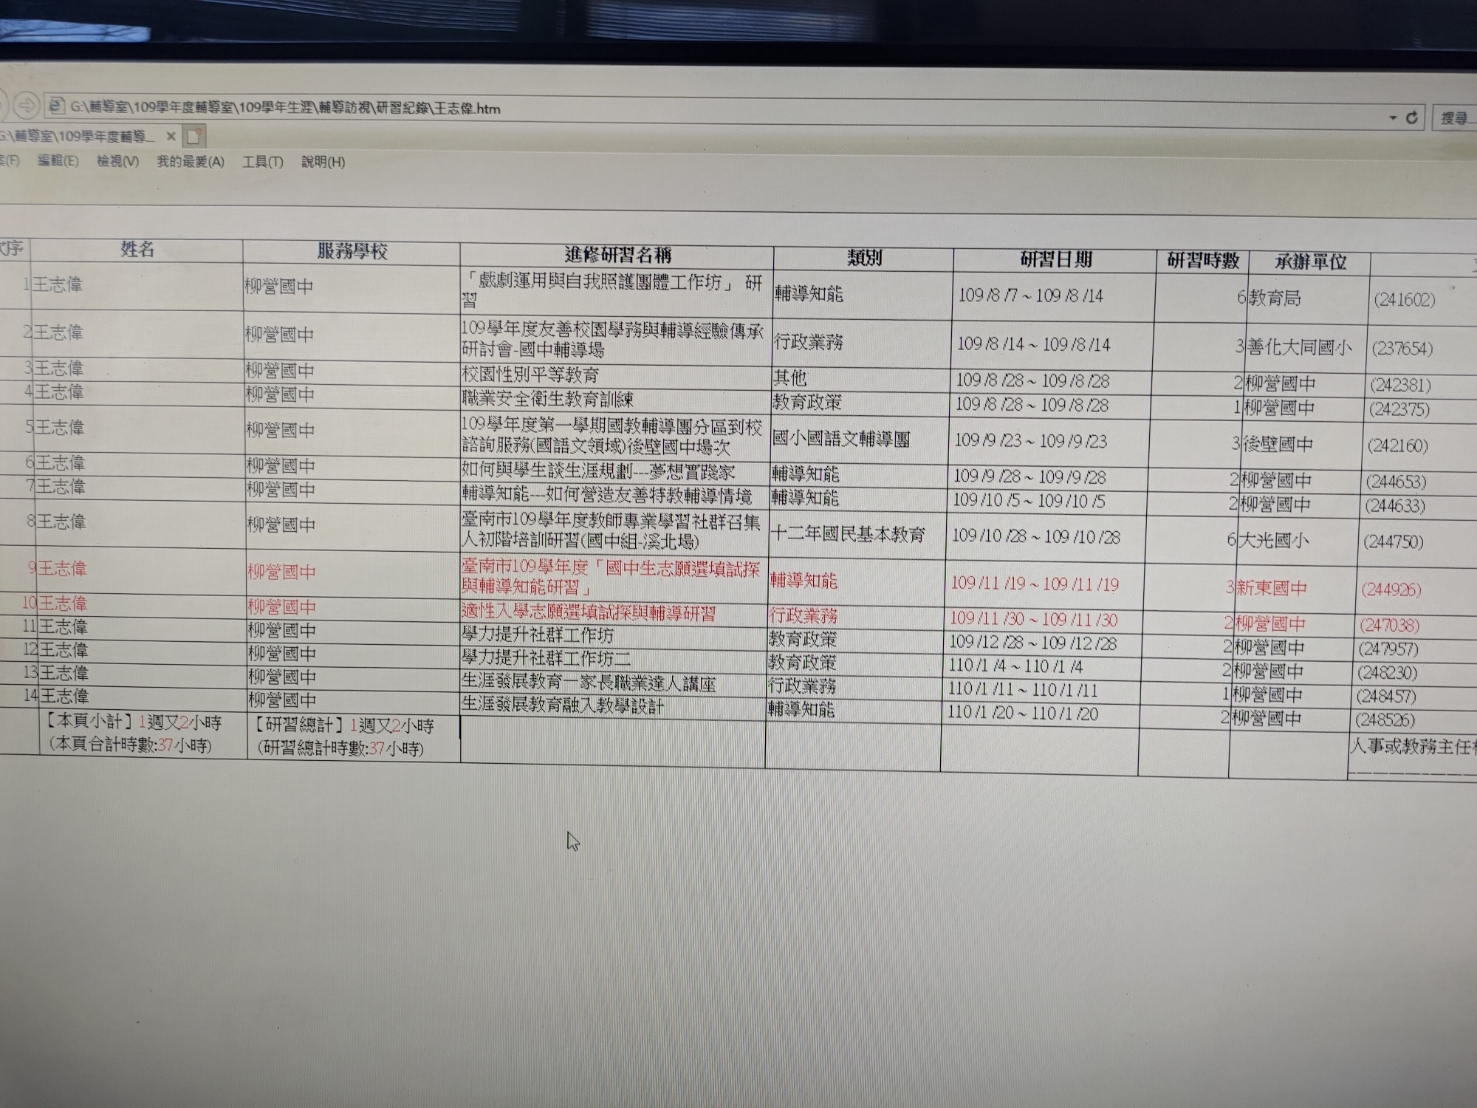 G:\輔導室\109學年度輔導室\109學年生涯\輔導訪視\研習紀錄\王志偉.htm
搜尋...
G:\輔導室\109學年度輔導...
編輯(E) 檢視(V) 我的最愛(A) 工具(T) 說明(H)
次序 姓名 服務學校 進修研習名稱 類別 研習日期 研習時數 承辦單位
1 王志偉 柳營國中 「戲劇運用與自我照護團體工作坊」 研
習 輔導知能 109 /8 /7 ~ 109 /8 /14 6 教育局 (241602)
2 王志偉 柳營國中 109學年度友善校園學務與輔導經驗傳承
研討會-國中輔導場 行政業務 109 /8 /14 ~ 109 /8 /14 3 善化大同國小 (237654)
3 王志偉 柳營國中 校園性別平等教育 其他 109 /8 /28 ~ 109 /8 /28 2 柳營國中 (242381)
4 王志偉 柳營國中 職業安全衛生教育訓練 教育政策 109 /8 /28 ~ 109 /8 /28 1 柳營國中 (242375)
5 王志偉 柳營國中 109學年度第一學期國教輔導團分區到校
諮詢服務(國語文領域)後壁國中場次 國小國語文輔導團 109 /9 /23 ~ 109 /9 /23 3 後壁國中 (242160)
6 王志偉 柳營國中 如何與學生談生涯規劃---夢想實踐家 輔導知能 109 /9 /28 ~ 109 /9 /28 2 柳營國中 (244653)
7 王志偉 柳營國中 輔導知能---如何營造友善特教輔導情境 輔導知能 109 /10 /5 ~ 109 /10 /5 2 柳營國中 (244633)
8 王志偉 柳營國中 臺南市109學年度教師專業學習社群召集
人初階培訓研習(國中組-溪北場) 十二年國民基本教育 109 /10 /28 ~ 109 /10 /28 6 大光國小 (244750)
9 王志偉 柳營國中 臺南市109學年度「國中生志願選填試探
與輔導知能研習」 輔導知能 109 /11 /19 ~ 109 /11 /19 3 新東國中 (244926)
10 王志偉 柳營國中 適性入學志願選填試探與輔導研習 行政業務 109 /11 /30 ~ 109 /11 /30 2 柳營國中 (247038)
11 王志偉 柳營國中 學力提升社群工作坊 教育政策 109 /12 /28 ~ 109 /12 /28 2 柳營國中 (247957)
12 王志偉 柳營國中 學力提升社群工作坊二 教育政策 110 /1 /4 ~ 110 /1 /4 2 柳營國中 (248230)
13 王志偉 柳營國中 生涯發展教育一家長職業達人講座 行政業務 110 /1 /11 ~ 110 /1 /11 1 柳營國中 (248457)
14 王志偉 柳營國中 生涯發展教育融入教學設計 輔導知能 110 /1 /20 ~ 110 /1 /20 2 柳營國中 (248526)
【本頁小計】1週又2小時 【研習總計】1週又2小時
(本頁合計時數:37小時) (研習總計時數:37小時) 人事或教務主任